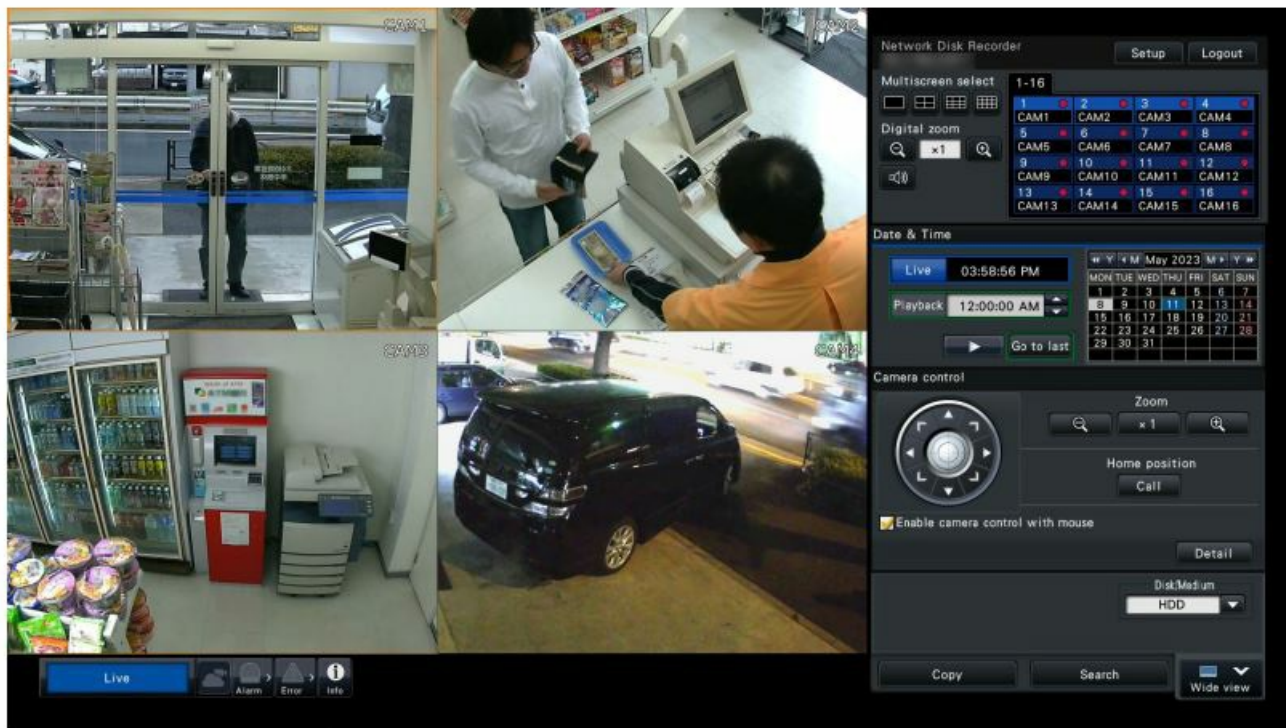 CAM1
CAM2
CAM3
CAM4
Network Disk Recorder
Setup Logout
Multiscreen select
1-16
1 2 3 4
CAM1 CAM2 CAM3 CAM4
5 6 7 8
CAM5 CAM6 CAM7 CAM8
9 10 11 12
CAM9 CAM10 CAM11 CAM12
13 14 15 16
CAM13 CAM14 CAM15 CAM16
Digital zoom
×1
Date & Time
Live 03:58:56 PM
Playback 12:00:00 AM
Go to last
Y M May 2023 M Y
MON TUE WED THU FRI SAT SUN
1 2 3 4 5 6 7
8 9 10 11 12 13 14
15 16 17 18 19 20 21
22 23 24 25 26 27 28
29 30 31
Camera control
Zoom
×1
Home position
Call
Enable camera control with mouse
Detail
Disk/Medium
HDD
Copy Search Wide view
Live Alarm Error Info